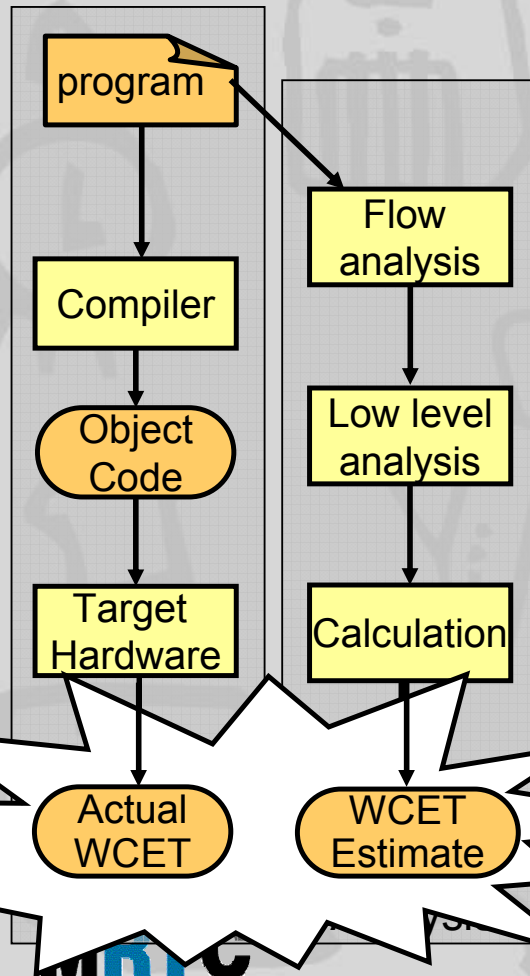 program
Compiler
Object
Code
Target
Hardware
Actual
WCET
Flow
analysis
Low level
analysis
Calculation
WCET
Estimate